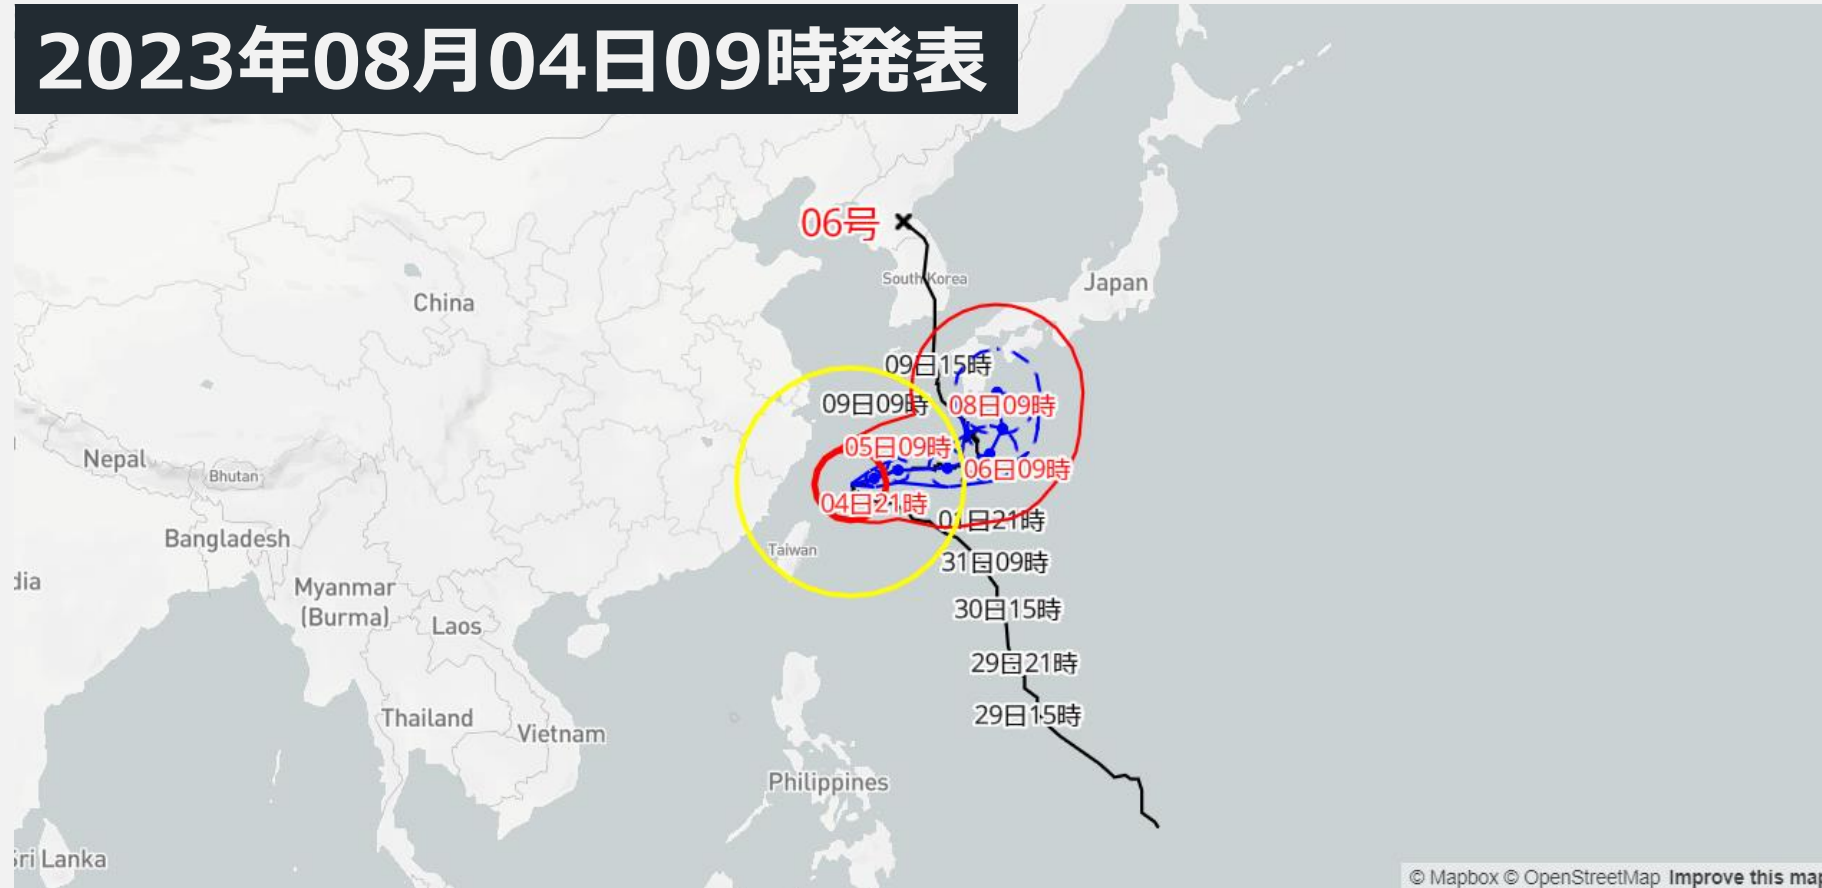 2023年08月04日09時発表
06号
South Korea
Japan
China
09日15時
09日09時
08日09時
05日09時
06日09時
04日21時
01日21時
31日09時
30日15時
29日21時
29日15時
Nepal
Bhutan
Bangladesh
Taiwan
dia
Myanmar
(Burma)
Laos
Thailand
Vietnam
Philippines
Sri Lanka
© Mapbox © OpenStreetMap Improve this map